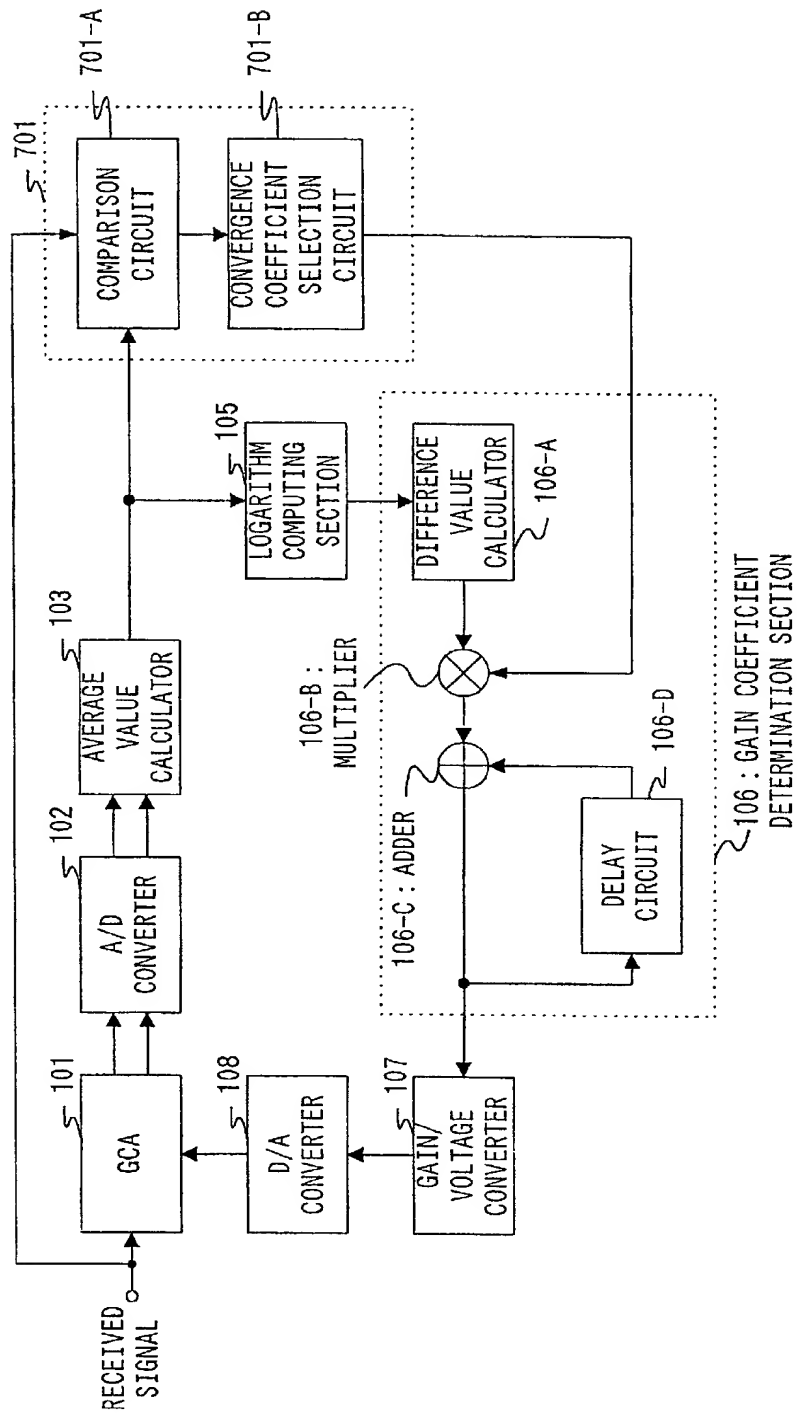 RECEIVED
SIGNAL
101
GCA
102
A/D
CONVERTER
103
AVERAGE
VALUE
CALCULATOR
701
701-A
COMPARISON
CIRCUIT
701-B
CONVERGENCE
COEFFICIENT
SELECTION
CIRCUIT
108
D/A
CONVERTER
105
LOGARITHM
COMPUTING
SECTION
107
GAIN/
VOLTAGE
CONVERTER
106-C : ADDER
106-B :
MULTIPLIER
DIFFERENCE
VALUE
CALCULATOR
106-A
DELAY
CIRCUIT
106-D
106 : GAIN COEFFICIENT
DETERMINATION SECTION